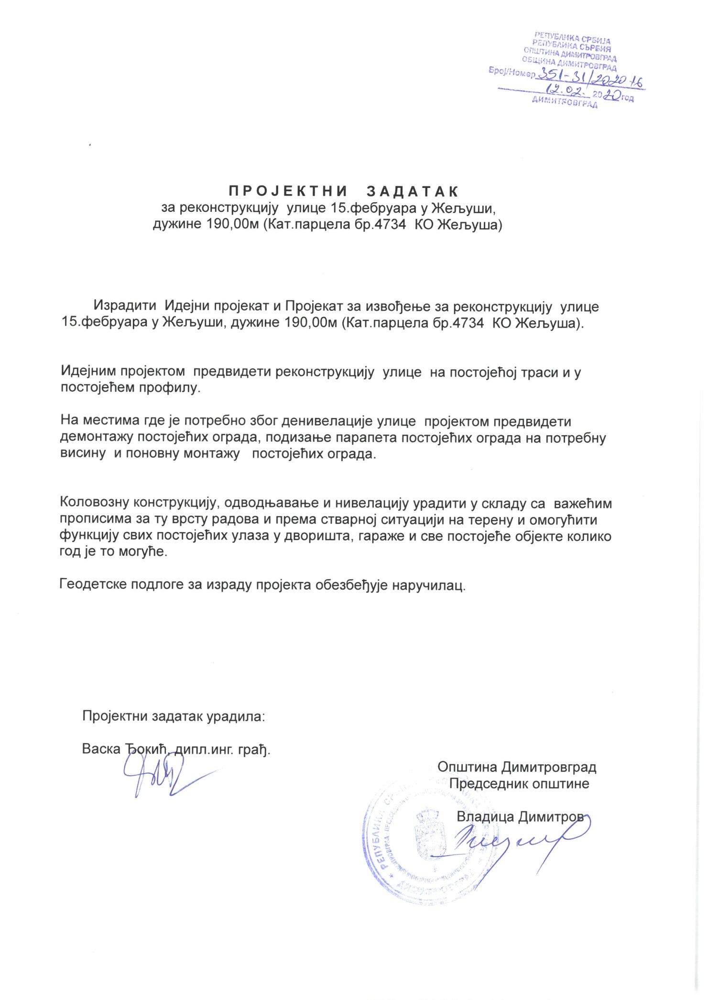 РЕПУБЛИКА СРБИЈА
РЕПУБЛИКА СЪРБИЯ
ОПШТИНА ДИМИТРОВГРАД
ОБЩИНА ДИМИТРОВГРАД
Број/Номер 351-31/2020-16
12.02. 2020 год
ДИМИТРОВГРАД
ПРОЈЕКТНИ ЗАДАТАК
за реконструкцију улице 15.фебруара у Жељуши,
дужине 190,00м (Кат.парцела бр.4734 КО Жељуша)
Израдити Идејни пројекат и Пројекат за извођење за реконструкцију улице
15.фебруара у Жељуши, дужине 190,00м (Кат.парцела бр.4734 КО Жељуша).
Идејним пројектом предвидети реконструкцију улице на постојећој траси и у
постојећем профилу.
На местима где је потребно због денивелације улице пројектом предвидети
демонтажу постојећих ограда, подизање парапета постојећих ограда на потребну
висину и поновну монтажу постојећих ограда.
Коловозну конструкцију, одводњавање и нивелацију урадити у складу са важећим
прописима за ту врсту радова и према стварној ситуацији на терену и омогућити
функцију свих постојећих улаза у дворишта, гараже и све постојеће објекте колико
год је то могуће.
Геодетске подлоге за израду пројекта обезбеђује наручилац.
Пројектни задатак урадила:
Васка Ђокић, дипл.инг. грађ.
Општина Димитровград
Председник општине
Владица Димитров
РЕПУБЛИКА